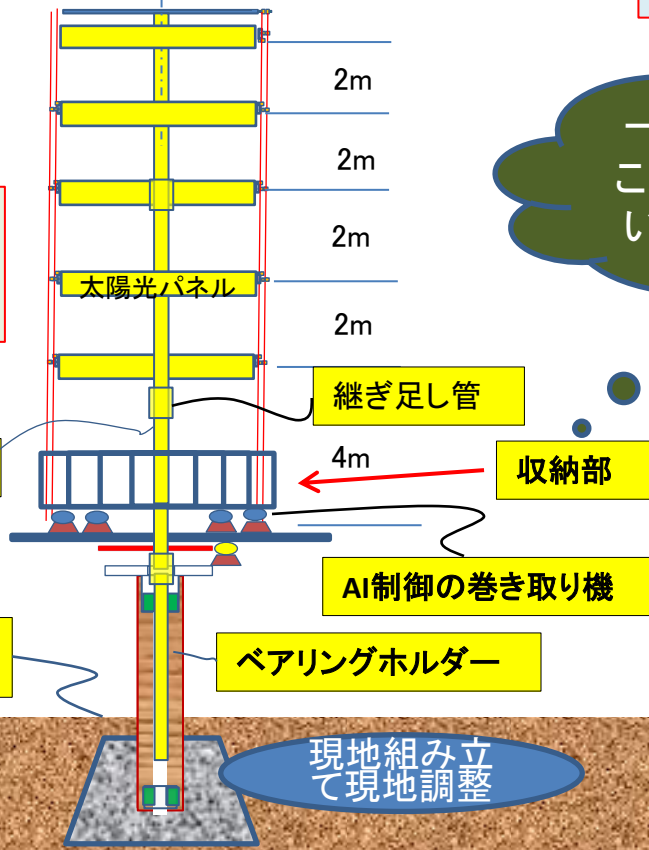 2m
2m
2m
太陽光パネル
2m
継ぎ足し管
4m
収納部
AI制御の巻き取り機
ベアリングホルダー
現地組み立
て現地調整